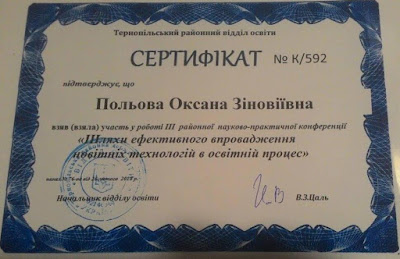 Тернопільський районний відділ освіти
СЕРТИФІКАТ № К/592
підтверджує, що
Польова Оксана Зіновіївна
взяв (взяла) участь у роботі ІІІ районної науково-практичної конференції
«Шляхи ефективного впровадження
новітніх технологій в освітній процес»
Начальник відділу освіти
В.З.Цаль